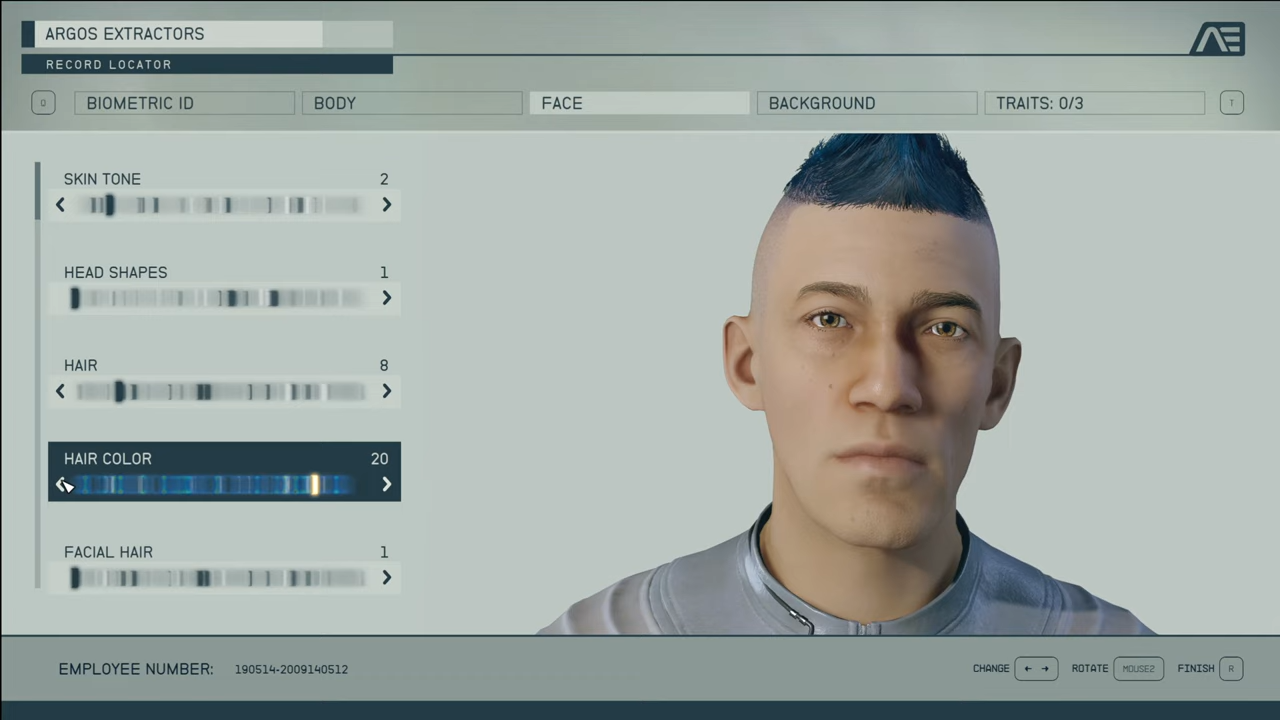 ARGOS EXTRACTORS
AE
RECORD LOCATOR
Q BIOMETRIC ID BODY FACE BACKGROUND TRAITS: 0/3 T
SKIN TONE 2
HEAD SHAPES 1
HAIR 8
HAIR COLOR 20
FACIAL HAIR 1
EMPLOYEE NUMBER: 190514-2009140512 CHANGE ← → ROTATE MOUSE2 FINISH R